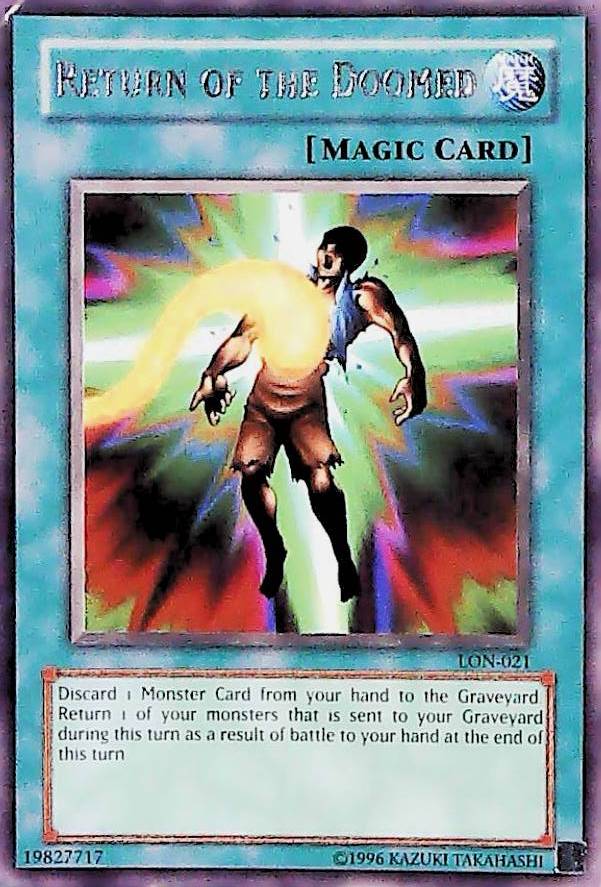 RETURN OF THE DOOMED 魔
[MAGIC CARD]
LON-021
Discard 1 Monster Card from your hand to the Graveyard
Return 1 of your monsters that is sent to your Graveyard
during this turn as a result of battle to your hand at the end of
this turn
19827717
©1996 KAZUKI TAKAHASHI